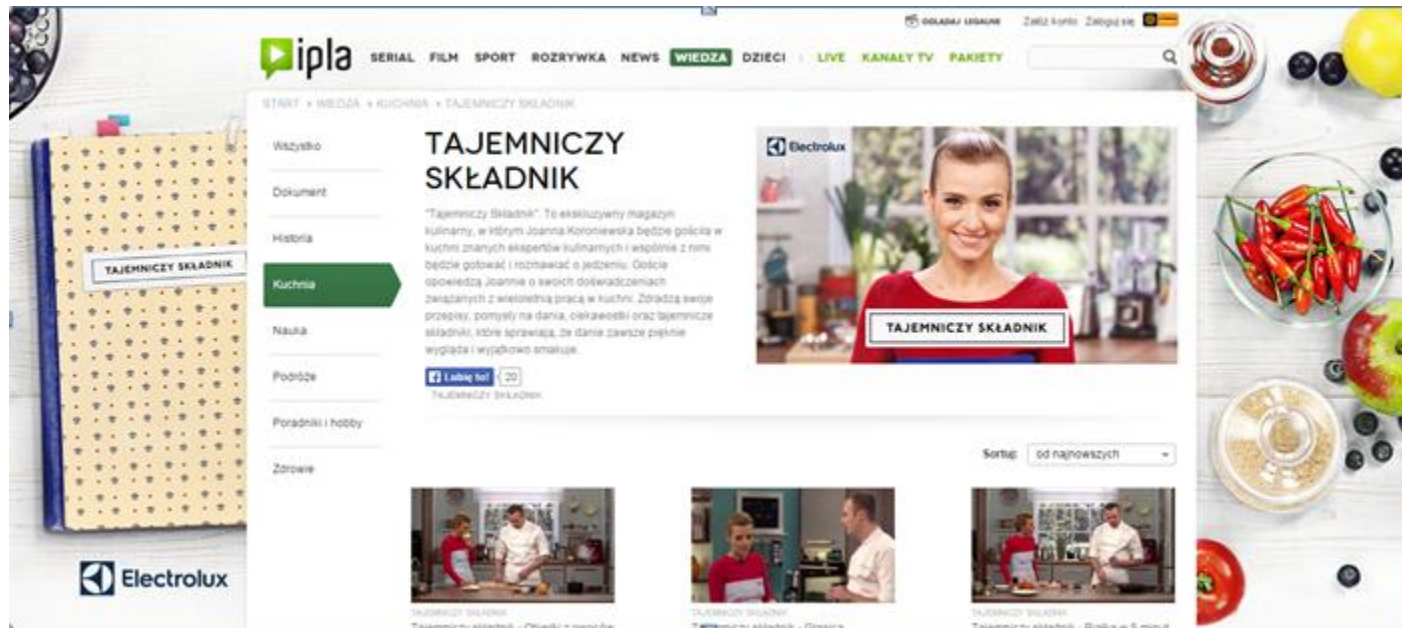 OGLĄDAJ LEGALNIE Załóż konto Zaloguj się
ipla SERIAL FILM SPORT ROZRYWKA NEWS WIEDZA DZIECI LIVE KANAŁY TV PAKIETY
START WIEDZA KUCHNIA TAJEMNICZY SKŁADNIK
Wszystko
Dokument
Historia
Kuchnia
Nauka
Podróże
Poradniki i hobby
Zdrowie
TAJEMNICZY
SKŁADNIK
"Tajemniczy Składnik". To ekskluzywny magazyn
kulinarny, w którym Joanna Koroniewska będzie gościła w
kuchni znanych ekspertów kulinarnych i wspólnie z nimi
będzie gotować i rozmawiać o jedzeniu. Goście
opowiedzą Joannie o swoich doświadczeniach
związanych z wieloletnią pracą w kuchni. Zdradzą swoje
przepisy, pomysły na dania, ciekawostki oraz tajemnicze
składniki, które sprawiają, że danie zawsze pięknie
wygląda i wyjątkowo smakuje.
Lubię to! 20
TAJEMNICZY SKŁADNIK
Electrolux
TAJEMNICZY SKŁADNIK
TAJEMNICZY SKŁADNIK
Electrolux
Sortuj: od najnowszych
TAJEMNICZY SKŁADNIK
TAJEMNICZY SKŁADNIK
TAJEMNICZY SKŁADNIK